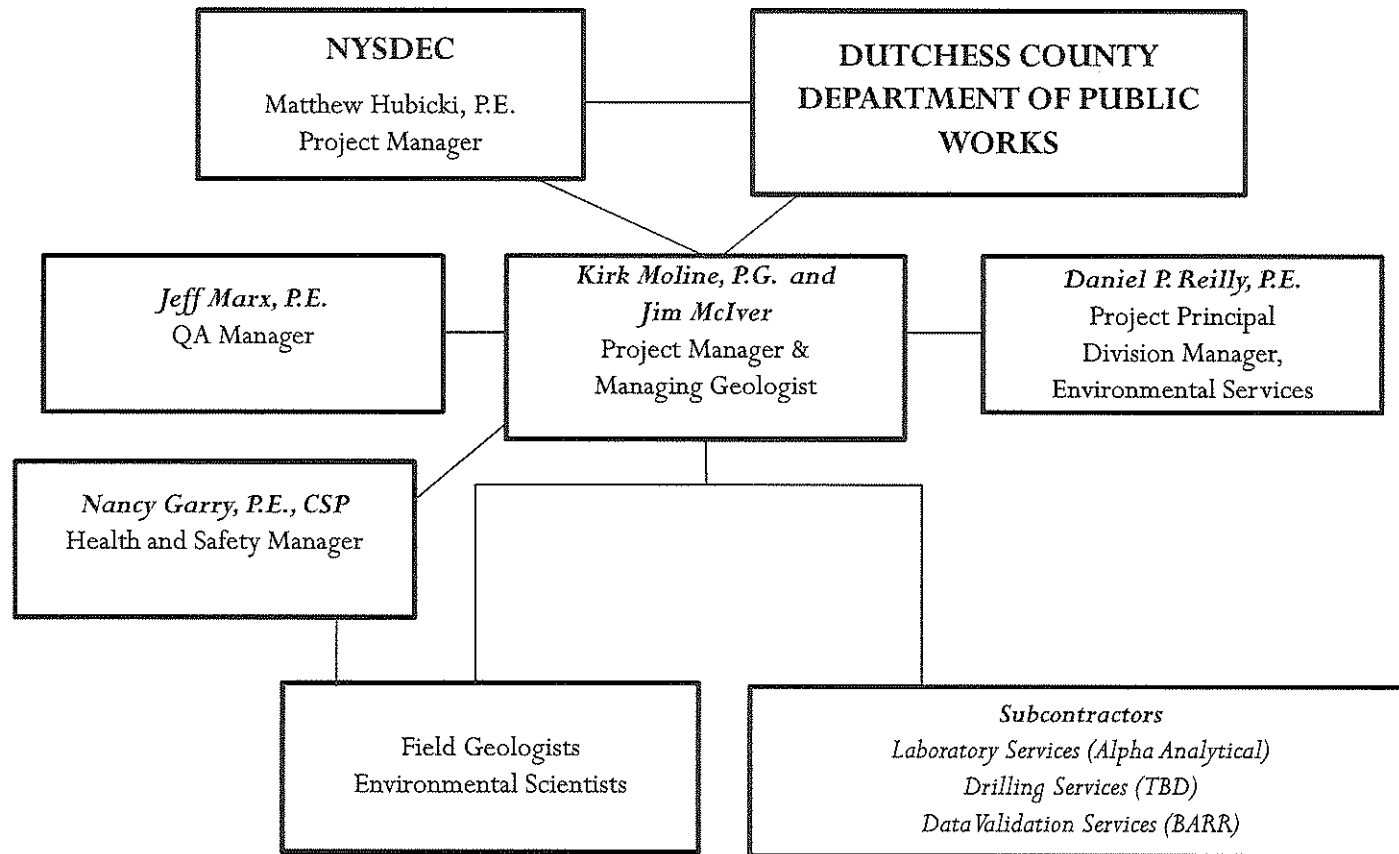 NYSDEC
Matthew Hubicki, P.E.
Project Manager
DUTCHESS COUNTY
DEPARTMENT OF PUBLIC
WORKS
Jeff Marx, P.E.
QA Manager
Kirk Moline, P.G. and
Jim McIver
Project Manager &
Managing Geologist
Daniel P. Reilly, P.E.
Project Principal
Division Manager,
Environmental Services
Nancy Garry, P.E., CSP
Health and Safety Manager
Field Geologists
Environmental Scientists
Subcontractors
Laboratory Services (Alpha Analytical)
Drilling Services (TBD)
Data Validation Services (BARR)